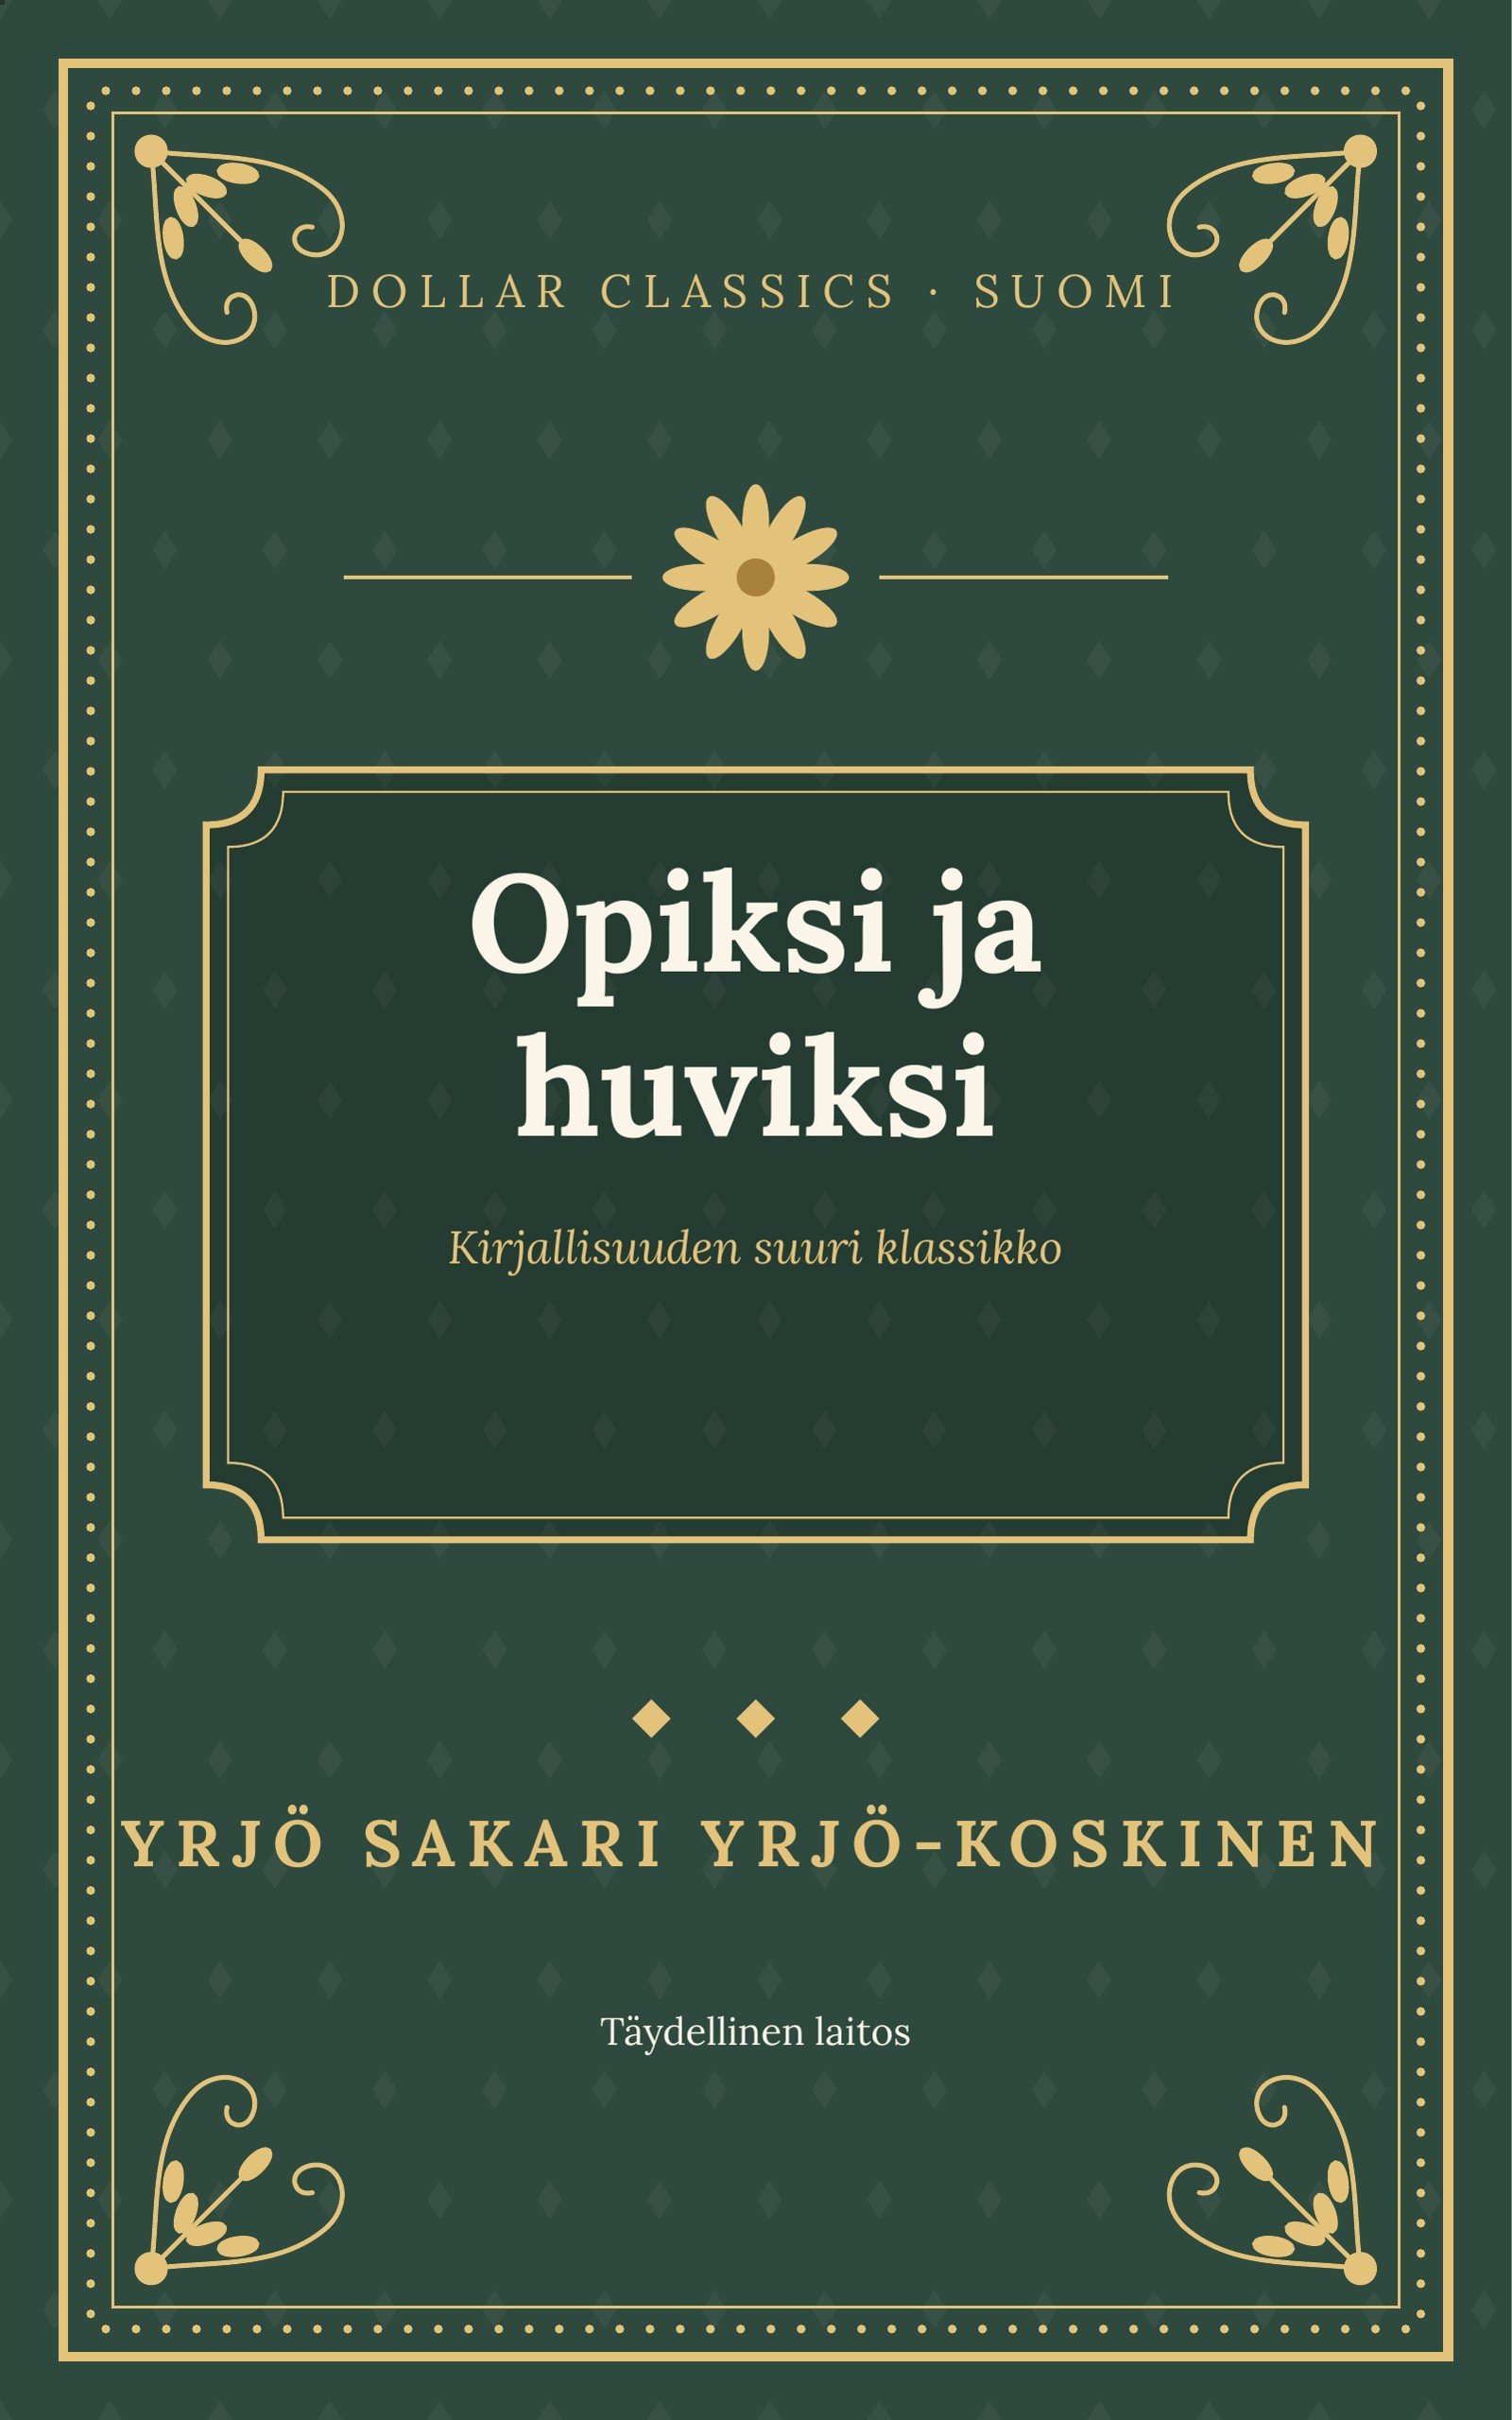 DOLLAR CLASSICS · SUOMI
Opiksi ja
huviksi
Kirjallisuuden suuri klassikko
YRJÖ SAKARI YRJÖ-KOSKINEN
Täydellinen laitos